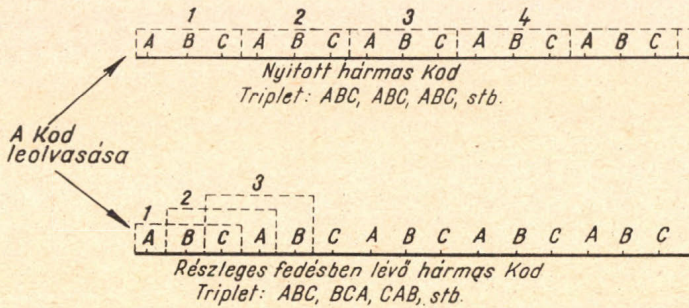 1 2 3 4
A B C A B C A B C A B C A B C
Nyitott hármas Kod
Triplet: ABC, ABC, ABC, stb.
A Kod
leolvasása
3
2
1
A B C A B C A B C A B C A B C
Részleges fedésben lévő hármas Kod
Triplet: ABC, BCA, CAB, stb.